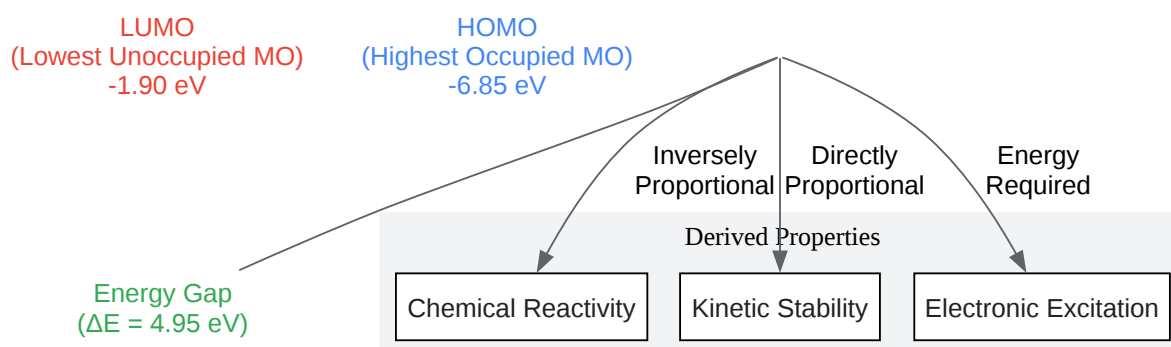 LUMO
(Lowest Unoccupied MO)
-1.90 eV
HOMO
(Highest Occupied MO)
-6.85 eV
Inversely
Proportional
Directly
Proportional
Energy
Required
Derived Properties
Energy Gap
(ΔE = 4.95 eV)
Chemical Reactivity
Kinetic Stability
Electronic Excitation